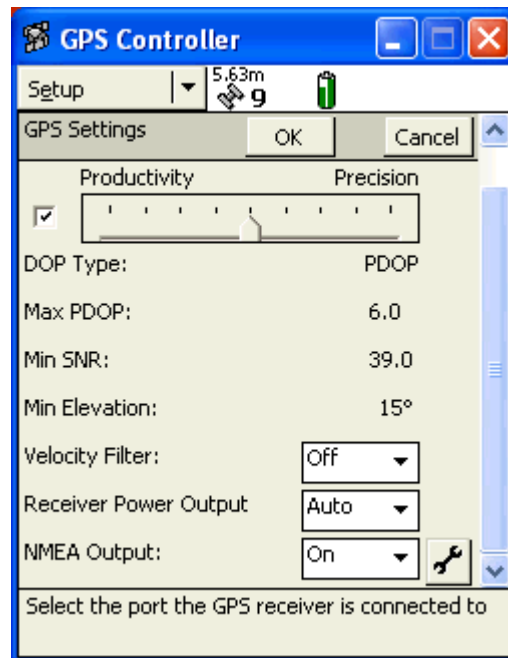 GPS Controller
Setup 5.63m 9
GPS Settings OK Cancel
Productivity Precision
DOP Type: PDOP
Max PDOP: 6.0
Min SNR: 39.0
Min Elevation: 15°
Velocity Filter: Off
Receiver Power Output Auto
NMEA Output: On
Select the port the GPS receiver is connected to